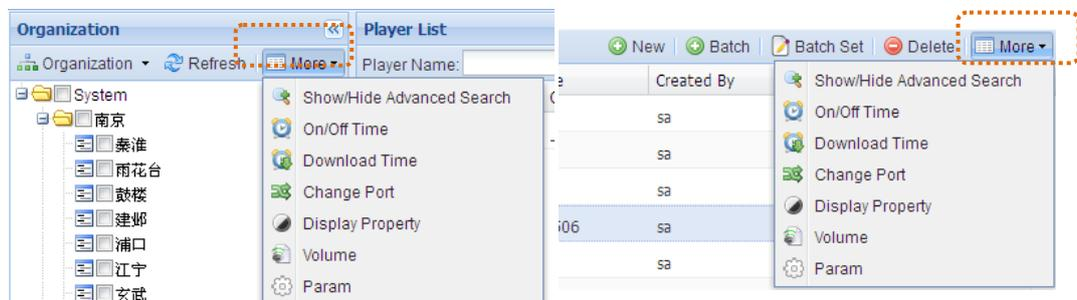 Organization
Organization Refresh More
System
南京
秦淮
雨花台
鼓楼
建邺
浦口
江宁
玄武
Show/Hide Advanced Search
On/Off Time
Download Time
Change Port
Display Property
Volume
Param
Player List
Player Name:
New Batch Batch Set Delete More
Created By
sa
sa
sa
506 sa
sa
Show/Hide Advanced Search
On/Off Time
Download Time
Change Port
Display Property
Volume
Param